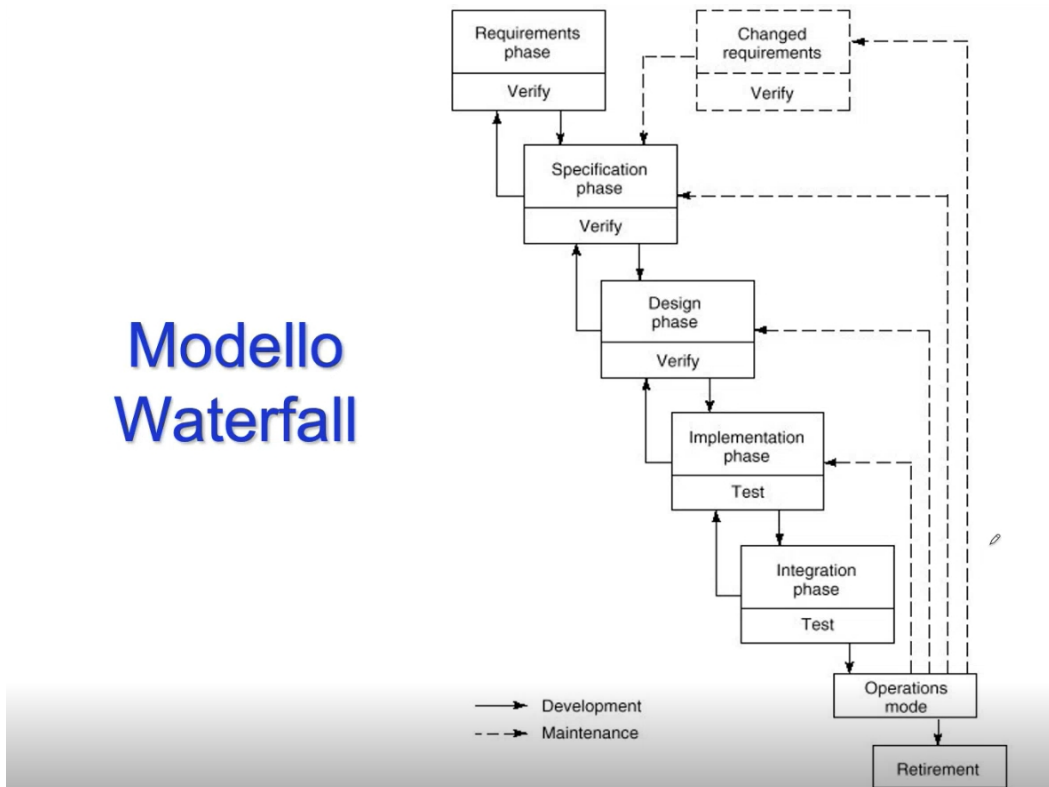 Requirements
phase
Verify
Changed
requirements
Verify
Specification
phase
Verify
Modello
Waterfall
Design
phase
Verify
Implementation
phase
Test
Integration
phase
Test
Operations
mode
Development
Maintenance
Retirement